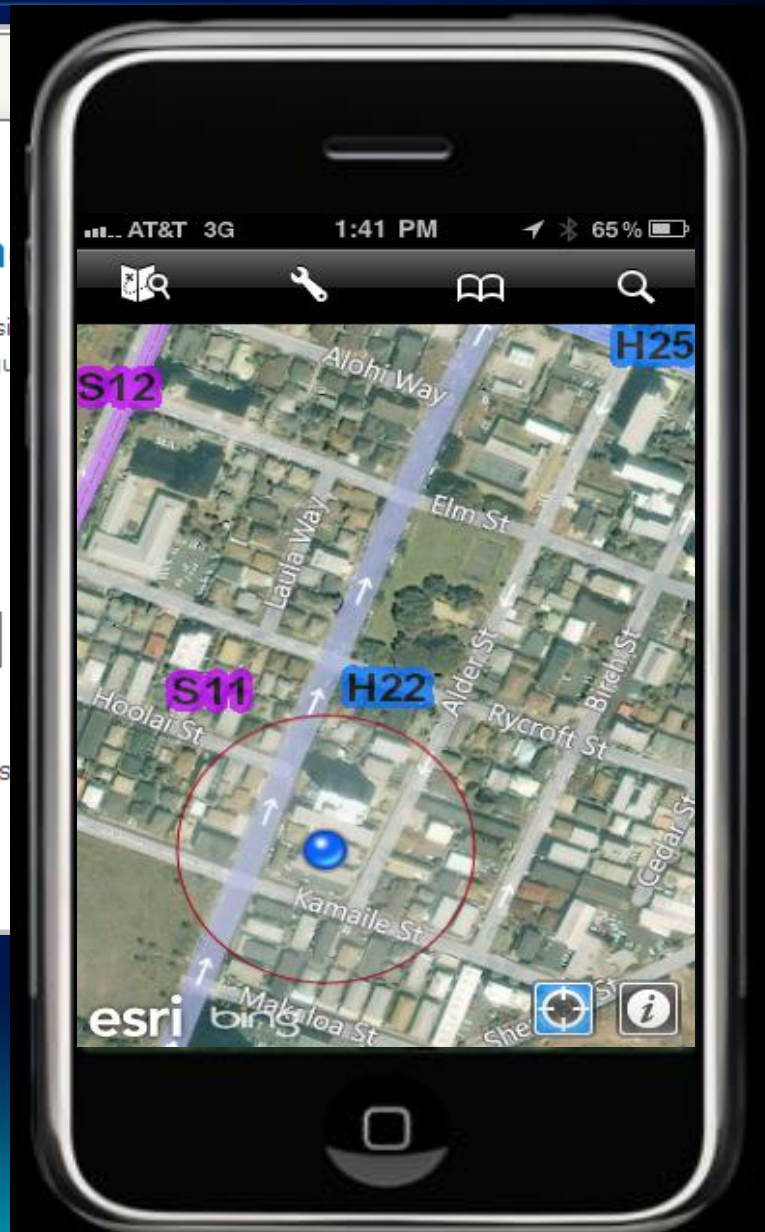 AT&T 3G 1:41 PM 65%
H25
S12
Alohi Way
Elm St
Laula Way
Alder St
Birch St
S11
H22
Hoolai St
Rycroft St
Cedar St
Kamaile St
Makaloa St
esri bing
St
i